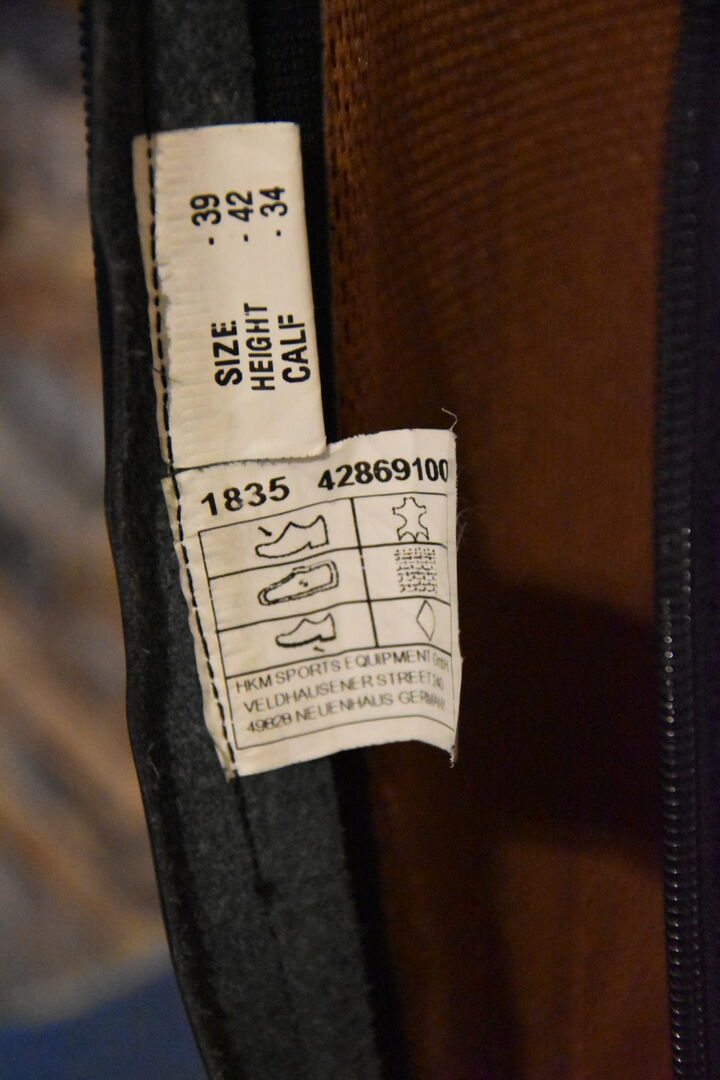 SIZE : 39
HEIGHT : 42
CALF : 34
1835 42869100
HKM SPORTS EQUIPMENT GmbH
VELDHAUSENER STREET 240
49828 NEUENHAUS GERMANY